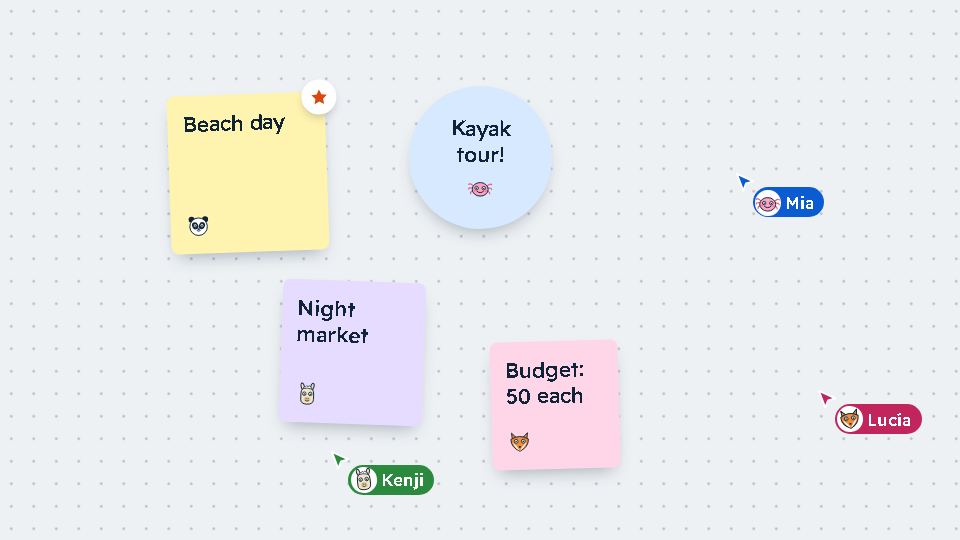 Beach day
Kayak
tour!
Mia
Night
market
Budget:
50 each
Lucia
Kenji